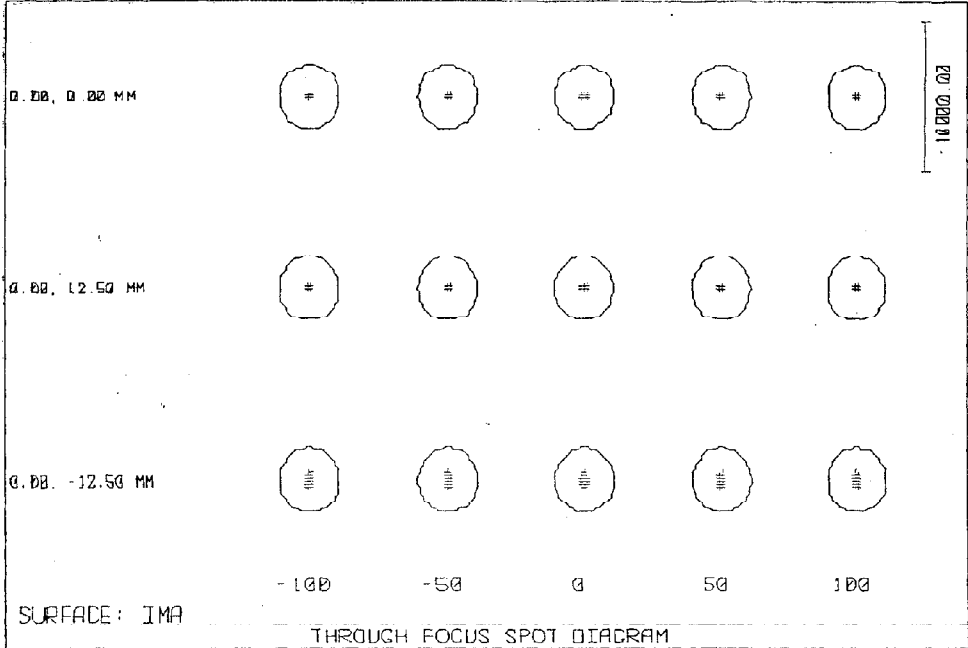 0.00, 0.00 MM
10000.00
0.00, 12.50 MM
0.00, -12.50 MM
-100 -50 0 50 100
SURFACE: IMA
THROUGH FOCUS SPOT DIAGRAM